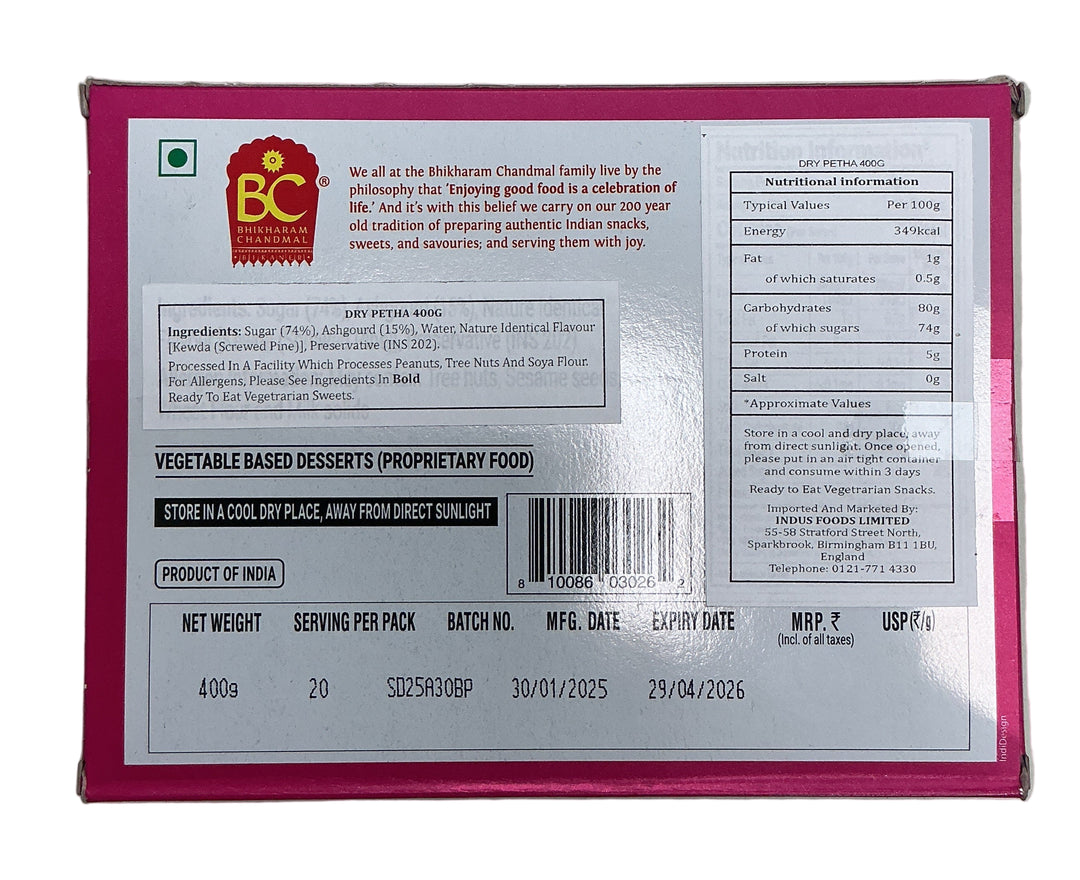 BC ®
BHIKHARAM
CHANDMAL
BIKANER
We all at the Bhikharam Chandmal family live by the
philosophy that 'Enjoying good food is a celebration of
life.' And it's with this belief we carry on our 200 year
old tradition of preparing authentic Indian snacks,
sweets, and savouries; and serving them with joy.
DRY PETHA 400G
Ingredients: Sugar (74%), Ashgourd (15%), Water, Nature Identical Flavour
[Kewda (Screwed Pine)], Preservative (INS 202).
Processed In A Facility Which Processes Peanuts, Tree Nuts And Soya Flour.
For Allergens, Please See Ingredients In Bold
Ready To Eat Vegetrarian Sweets.
VEGETABLE BASED DESSERTS (PROPRIETARY FOOD)
STORE IN A COOL DRY PLACE, AWAY FROM DIRECT SUNLIGHT
PRODUCT OF INDIA
8 10086 03026 2
Nutrition Information*
DRY PETHA 400G
Nutritional information
Typical Values Per 100g
Energy 349kcal
Fat 1g
of which saturates 0.5g
Carbohydrates 80g
of which sugars 74g
Protein 5g
Salt 0g
*Approximate Values
Store in a cool and dry place, away
from direct sunlight. Once opened,
please put in an air tight container
and consume within 3 days
Ready to Eat Vegetrarian Snacks.
Imported And Marketed By:
INDUS FOODS LIMITED
55-58 Stratford Street North,
Sparkbrook, Birmingham B11 1BU,
England
Telephone: 0121-771 4330
NET WEIGHT SERVING PER PACK BATCH NO. MFG. DATE EXPIRY DATE MRP. ₹ USP(₹/g)
(Incl. of all taxes)
400g 20 SD25A30BP 30/01/2025 29/04/2026
IndiDesign